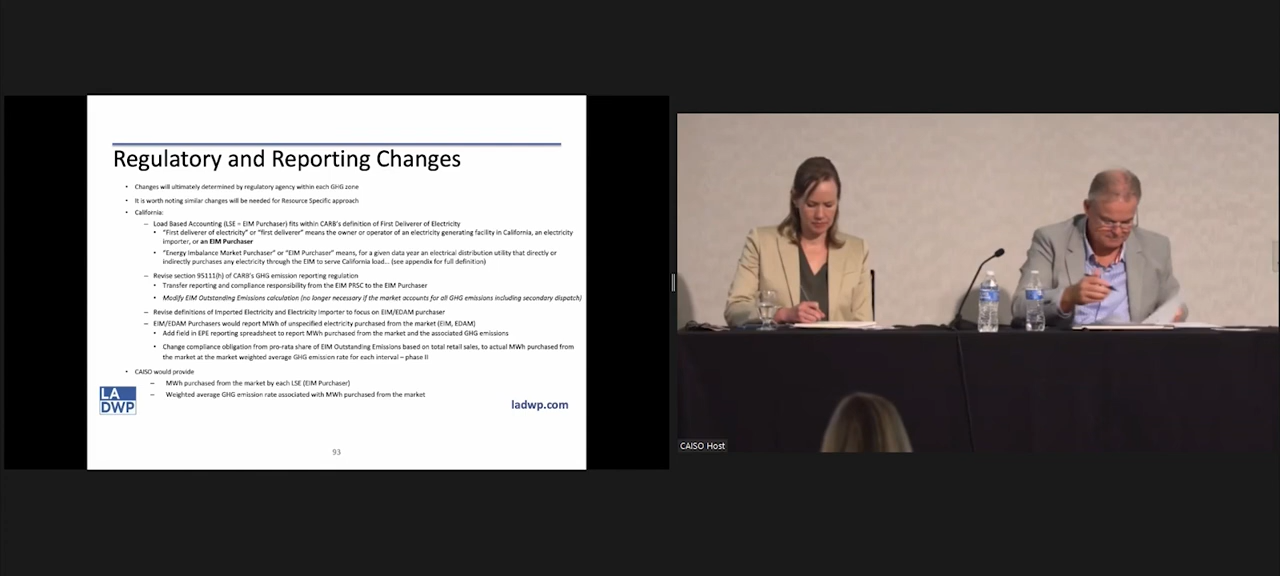 Regulatory and Reporting Changes
• Changes will ultimately determined by regulatory agency within each GHG zone
• It is worth noting similar changes will be needed for Resource Specific approach
• California:
– Load Based Accounting (LSE = EIM Purchaser) fits within CARB's definition of First Deliverer of Electricity
• "First deliverer of electricity" or "first deliverer" means the owner or operator of an electricity generating facility in California, an electricity
importer, or an EIM Purchaser
• "Energy Imbalance Market Purchaser" or "EIM Purchaser" means, for a given data year an electrical distribution utility that directly or
indirectly purchases any electricity through the EIM to serve California load... (see appendix for full definition)
– Revise section 95111(h) of CARB's GHG emission reporting regulation
• Transfer reporting and compliance responsibility from the EIM PRSC to the EIM Purchaser
• Modify EIM Outstanding Emissions calculation (no longer necessary if the market accounts for all GHG emissions including secondary dispatch)
– Revise definitions of Imported Electricity and Electricity Importer to focus on EIM/EDAM purchaser
– EIM/EDAM Purchasers would report MWh of unspecified electricity purchased from the market (EIM, EDAM)
• Add field in EPE reporting spreadsheet to report MWh purchased from the market and the associated GHG emissions
• Change compliance obligation from pro-rata share of EIM Outstanding Emissions based on total retail sales, to actual MWh purchased from
the market at the market weighted average GHG emission rate for each interval – phase II
• CAISO would provide
– MWh purchased from the market by each LSE (EIM Purchaser)
– Weighted average GHG emission rate associated with MWh purchased from the market
LA
DWP
ladwp.com
93
CAISO Host